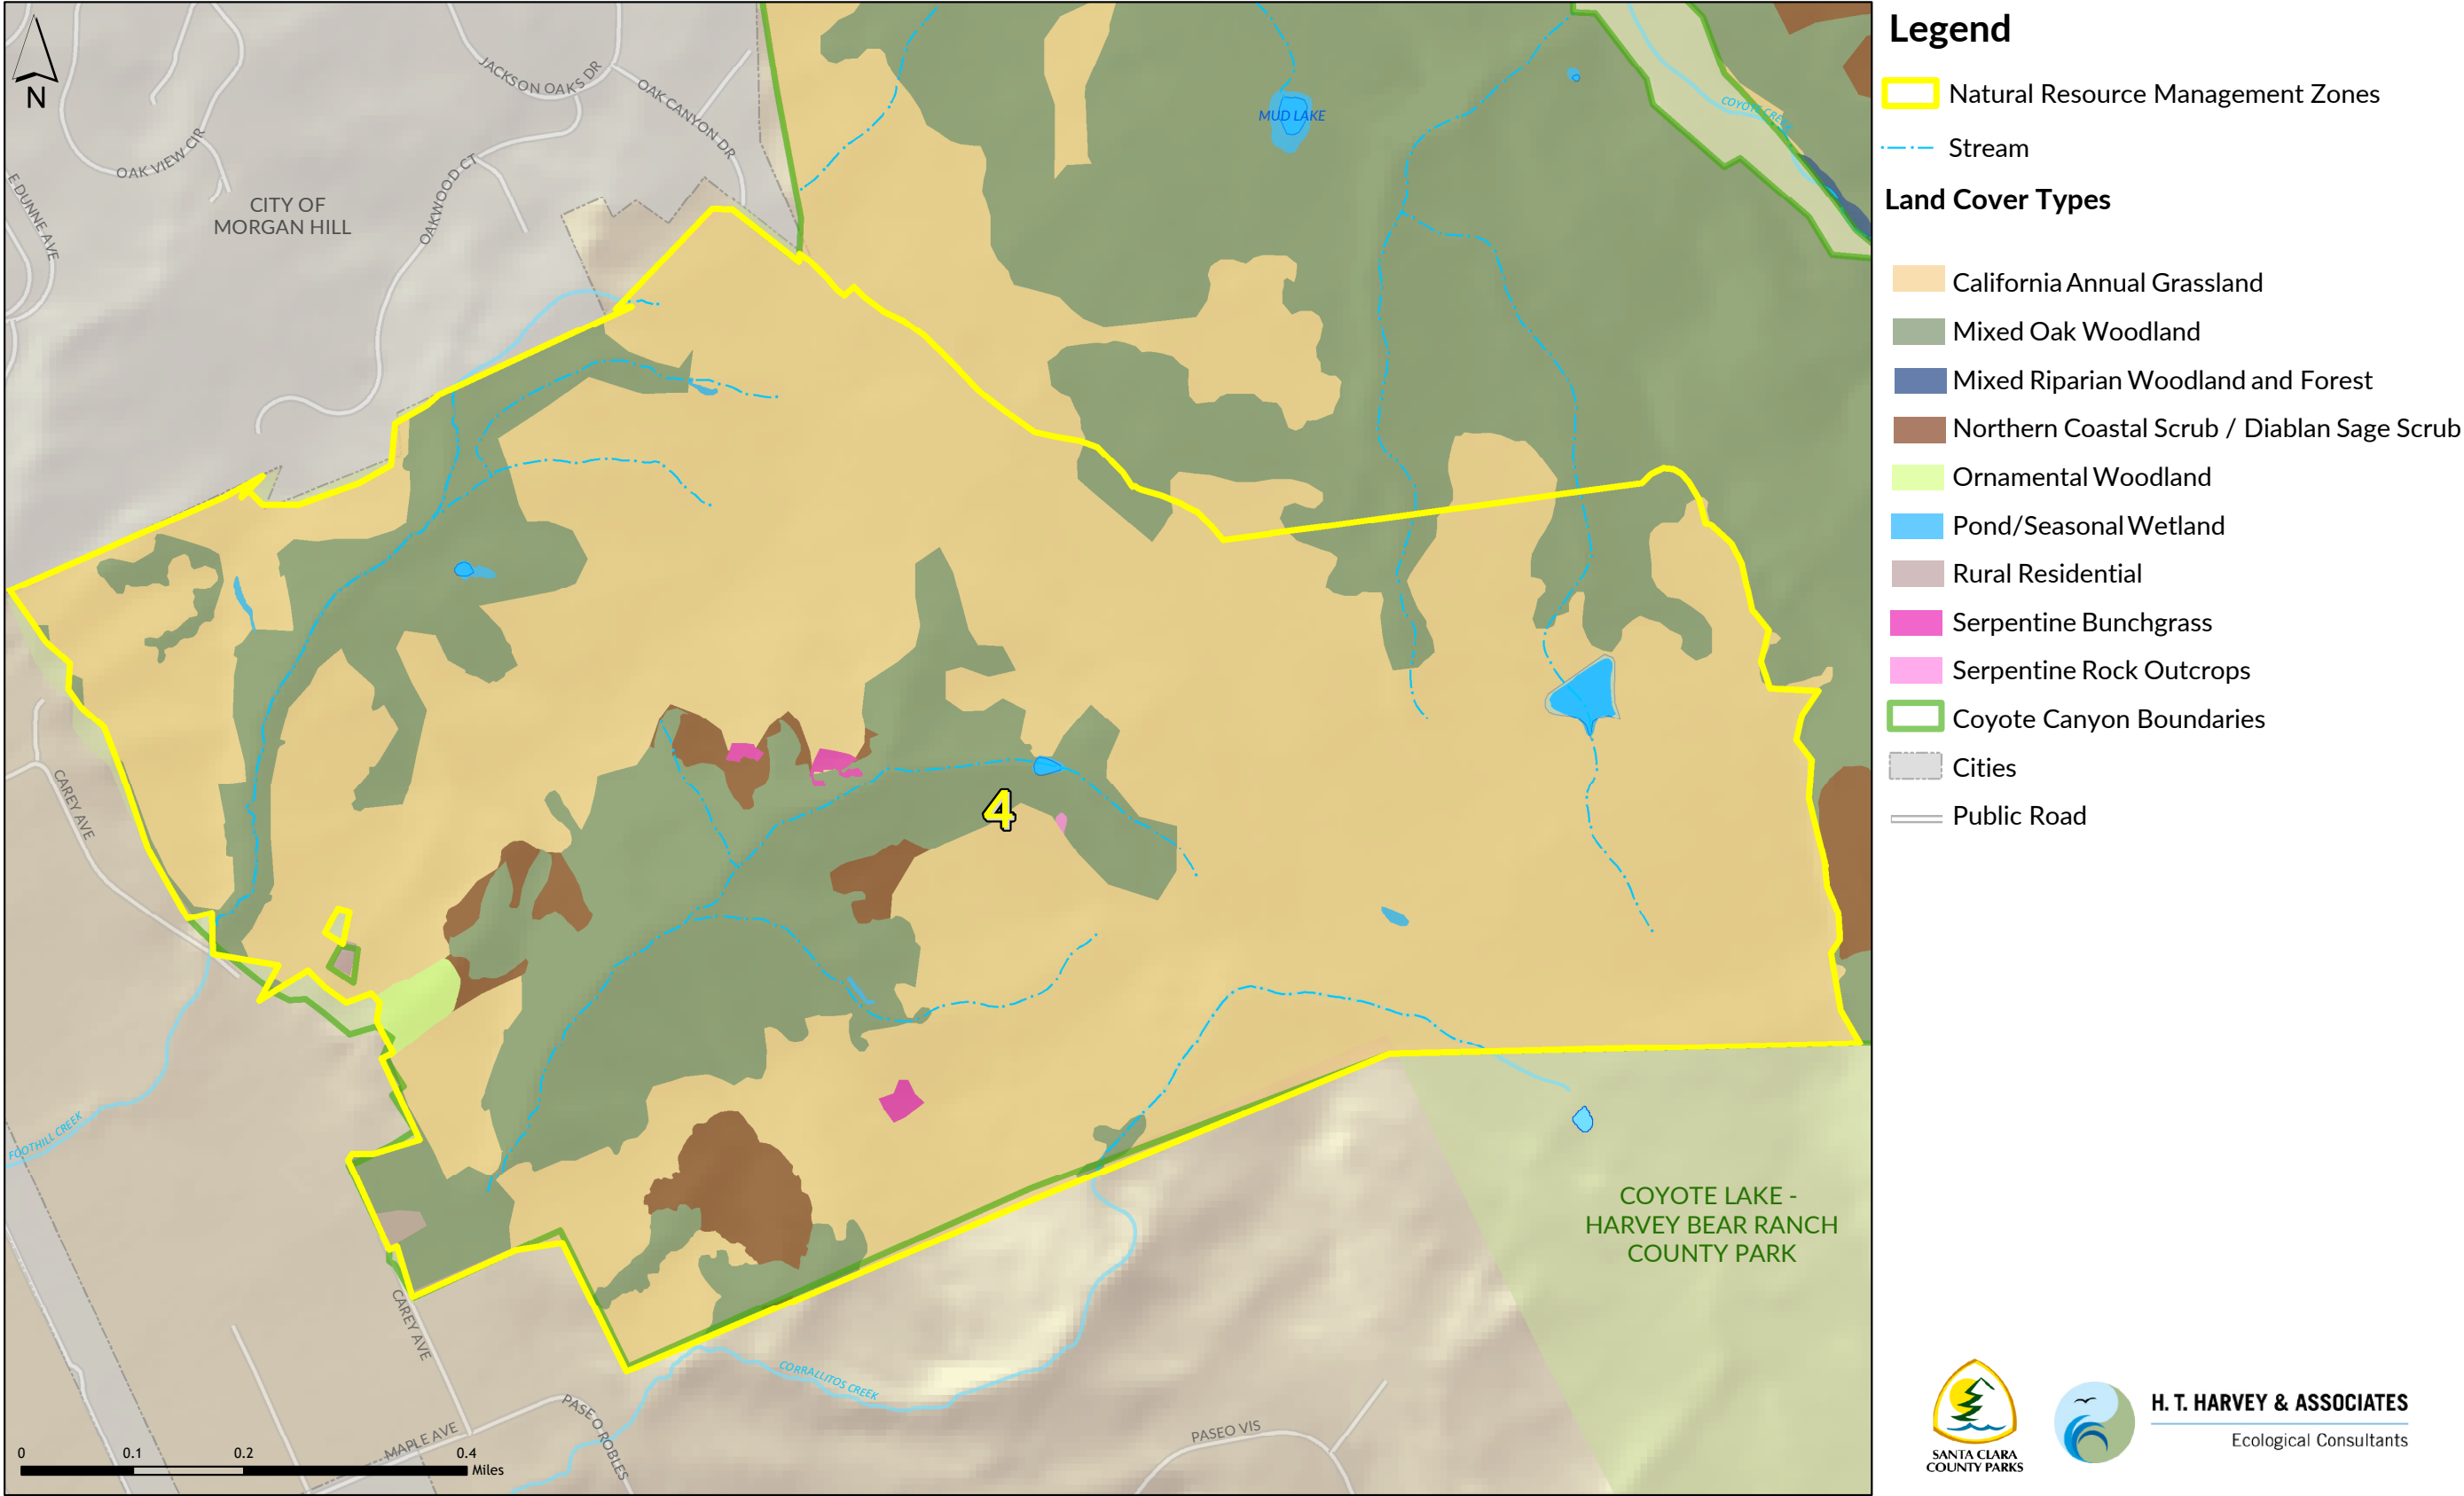 N
JACKSON OAKS DR
OAK CANYON DR
OAK VIEW CIR
E DUNNE AVE
OAKWOOD CT
CITY OF
MORGAN HILL
MUD LAKE
COYOTE CREEK
CAREY AVE
4
FOOTHILL CREEK
CAREY AVE
COYOTE LAKE -
HARVEY BEAR RANCH
COUNTY PARK
CORRALLITOS CREEK
MAPLE AVE
PASEO ROBLES
PASEO VIS
0 0.1 0.2 0.4
Miles
Legend
Natural Resource Management Zones
Stream
Land Cover Types
California Annual Grassland
Mixed Oak Woodland
Mixed Riparian Woodland and Forest
Northern Coastal Scrub / Diablan Sage Scrub
Ornamental Woodland
Pond/Seasonal Wetland
Rural Residential
Serpentine Bunchgrass
Serpentine Rock Outcrops
Coyote Canyon Boundaries
Cities
Public Road
SANTA CLARA
COUNTY PARKS
H. T. HARVEY & ASSOCIATES
Ecological Consultants